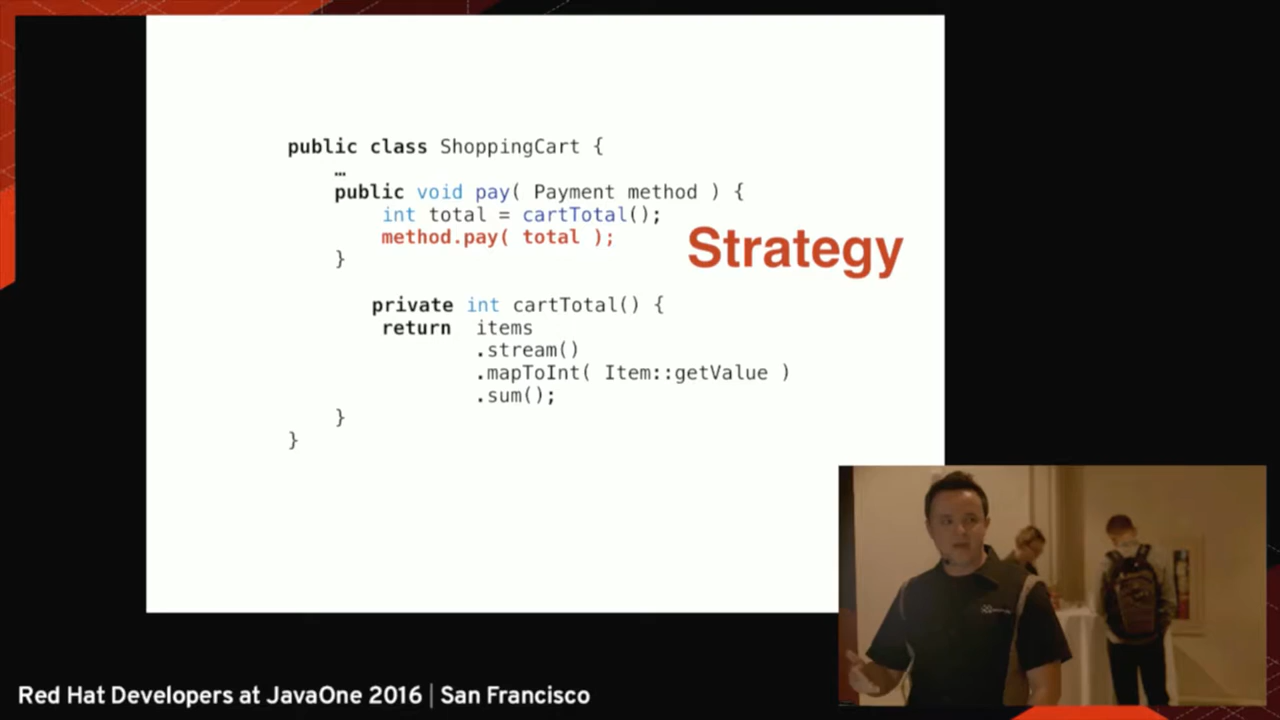 public class ShoppingCart {
…
public void pay( Payment method ) {
int total = cartTotal();
method.pay( total );
}
Strategy
private int cartTotal() {
return items
.stream()
.mapToInt( Item::getValue )
.sum();
}
}
Red Hat Developers at JavaOne 2016 | San Francisco